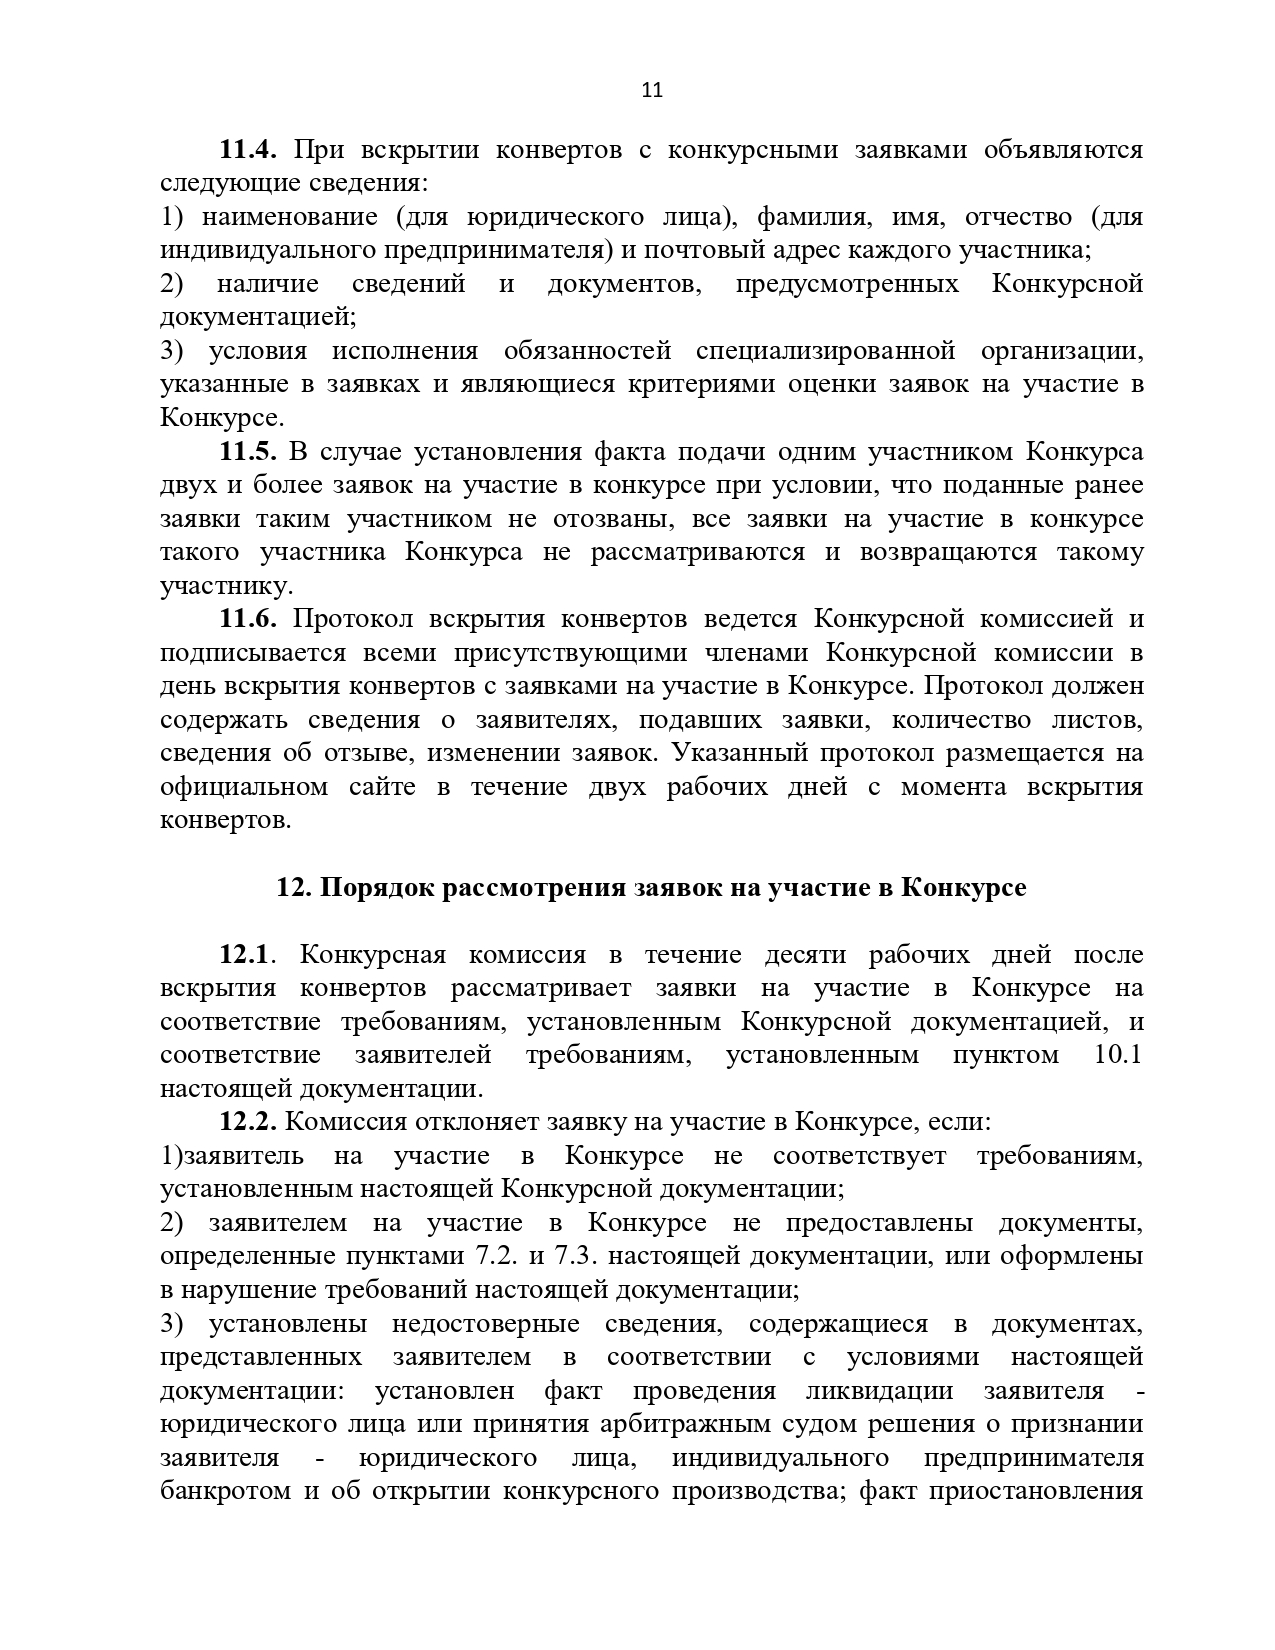 11
11.4. При вскрытии конвертов с конкурсными заявками объявляются
следующие сведения:
1) наименование (для юридического лица), фамилия, имя, отчество (для
индивидуального предпринимателя) и почтовый адрес каждого участника;
2) наличие сведений и документов, предусмотренных Конкурсной
документацией;
3) условия исполнения обязанностей специализированной организации,
указанные в заявках и являющиеся критериями оценки заявок на участие в
Конкурсе.
11.5. В случае установления факта подачи одним участником Конкурса
двух и более заявок на участие в конкурсе при условии, что поданные ранее
заявки таким участником не отозваны, все заявки на участие в конкурсе
такого участника Конкурса не рассматриваются и возвращаются такому
участнику.
11.6. Протокол вскрытия конвертов ведется Конкурсной комиссией и
подписывается всеми присутствующими членами Конкурсной комиссии в
день вскрытия конвертов с заявками на участие в Конкурсе. Протокол должен
содержать сведения о заявителях, подавших заявки, количество листов,
сведения об отзыве, изменении заявок. Указанный протокол размещается на
официальном сайте в течение двух рабочих дней с момента вскрытия
конвертов.
12. Порядок рассмотрения заявок на участие в Конкурсе
12.1. Конкурсная комиссия в течение десяти рабочих дней после
вскрытия конвертов рассматривает заявки на участие в Конкурсе на
соответствие требованиям, установленным Конкурсной документацией, и
соответствие заявителей требованиям, установленным пунктом 10.1
настоящей документации.
12.2. Комиссия отклоняет заявку на участие в Конкурсе, если:
1)заявитель на участие в Конкурсе не соответствует требованиям,
установленным настоящей Конкурсной документации;
2) заявителем на участие в Конкурсе не предоставлены документы,
определенные пунктами 7.2. и 7.3. настоящей документации, или оформлены
в нарушение требований настоящей документации;
3) установлены недостоверные сведения, содержащиеся в документах,
представленных заявителем в соответствии с условиями настоящей
документации: установлен факт проведения ликвидации заявителя -
юридического лица или принятия арбитражным судом решения о признании
заявителя - юридического лица, индивидуального предпринимателя
банкротом и об открытии конкурсного производства; факт приостановления